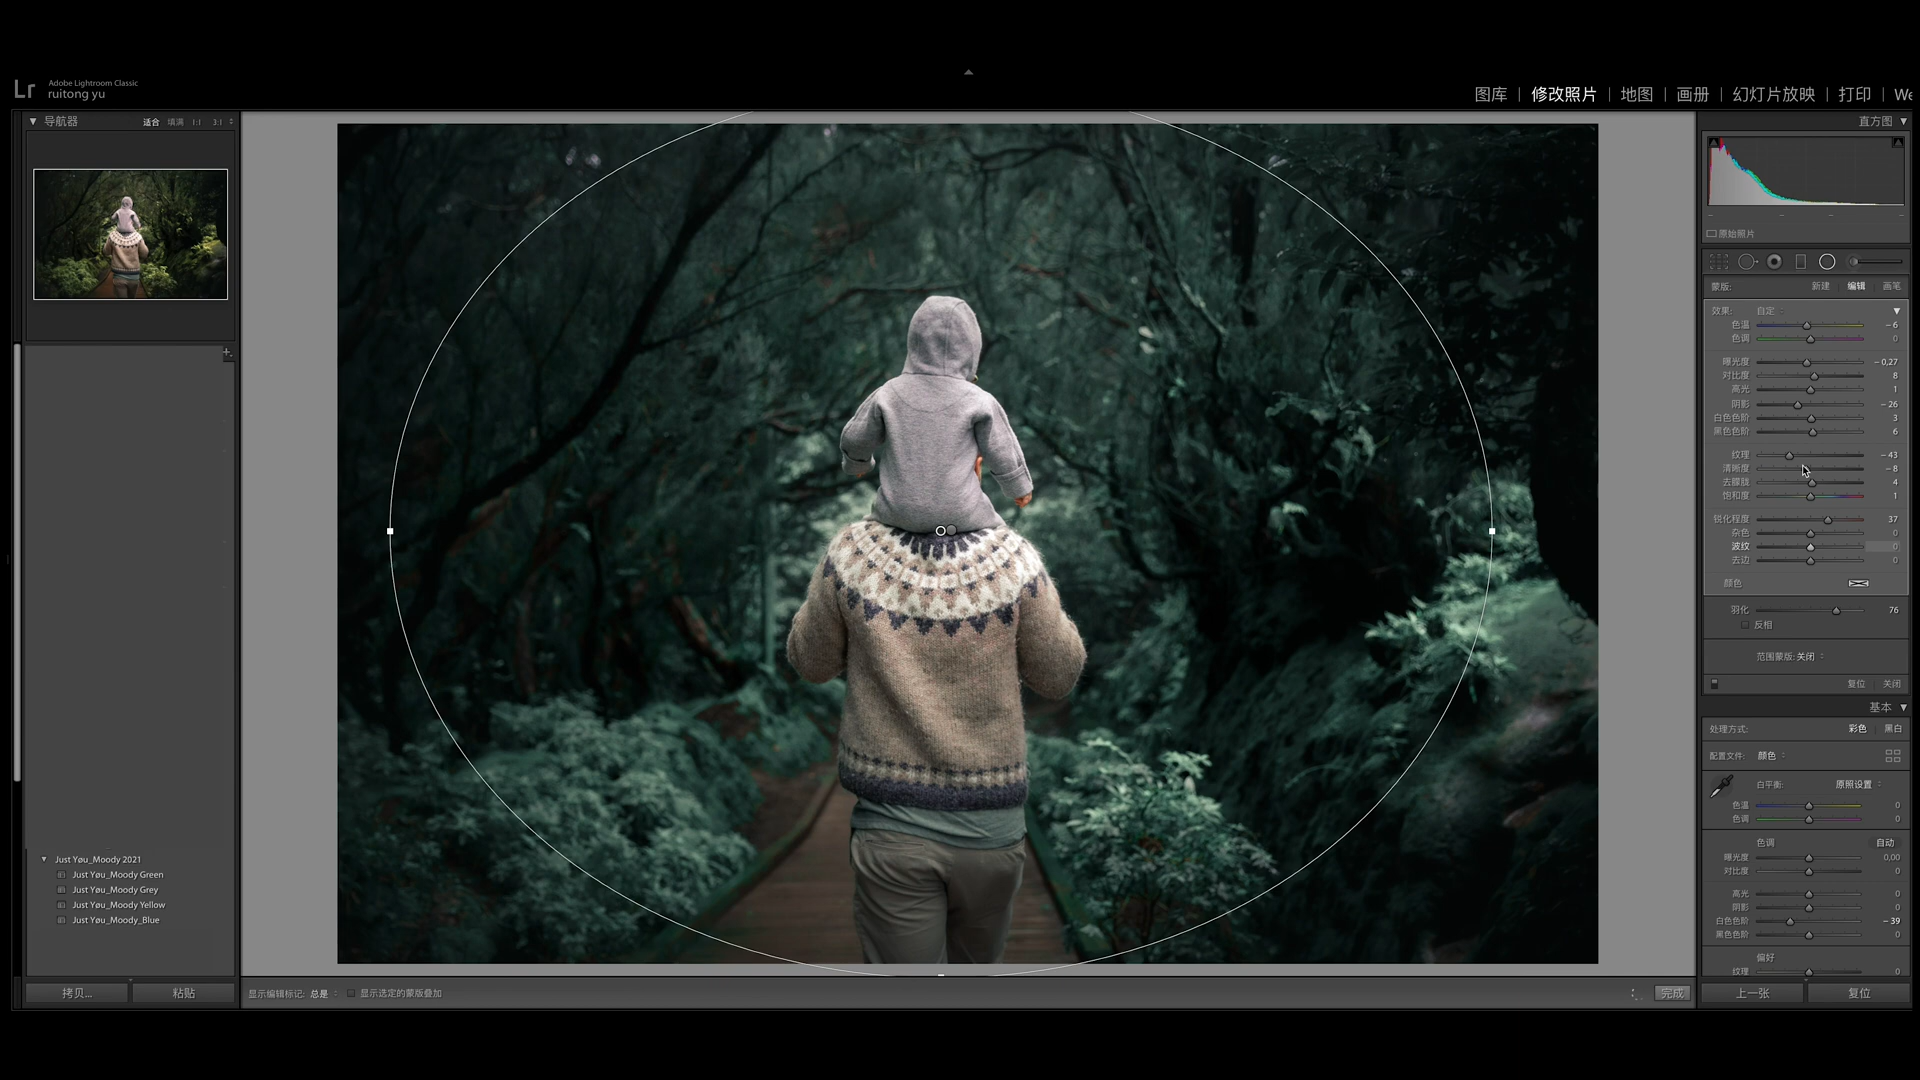 Lr
Adobe Lightroom Classic
ruitong yu
图库 | 修改照片 | 地图 | 画册 | 幻灯片放映 | 打印 | We
导航器 适合 填满 1:1 3:1
直方图
原始照片
蒙版: 新建 编辑 画笔
效果: 自定
色温 -6
色调 0
曝光度 -0.27
对比度 8
高光 1
阴影 -26
白色色阶 3
黑色色阶 6
纹理 -43
清晰度 -8
去朦胧 4
饱和度 1
锐化程度 37
杂色 0
波纹 0
去边 0
颜色
羽化 76
反相
范围蒙版: 关闭
复位 关闭
基本
处理方式: 彩色 黑白
配置文件: 颜色
白平衡: 原照设置
色温 0
色调 0
色调 自动
曝光度 0.00
对比度 0
高光 0
阴影 0
白色色阶 -39
黑色色阶 0
偏好
纹理 0
Just Yøu_Moody 2021
Just Yøu_Moody Green
Just Yøu_Moody Grey
Just Yøu_Moody Yellow
Just Yøu_Moody_Blue
拷贝... 粘贴
显示编辑标记: 总是 显示选定的蒙版叠加 完成
上一张 复位